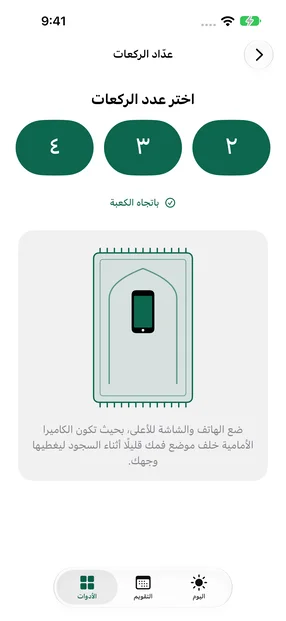 9:41
عدّاد الركعات
اختر عدد الركعات
٢ ٣ ٤
باتجاه الكعبة
ضع الهاتف والشاشة للأعلى، بحيث تكون الكاميرا
الأمامية خلف موضع فمك قليلًا أثناء السجود ليغطيها
وجهك.
اليوم التقويم الأدوات